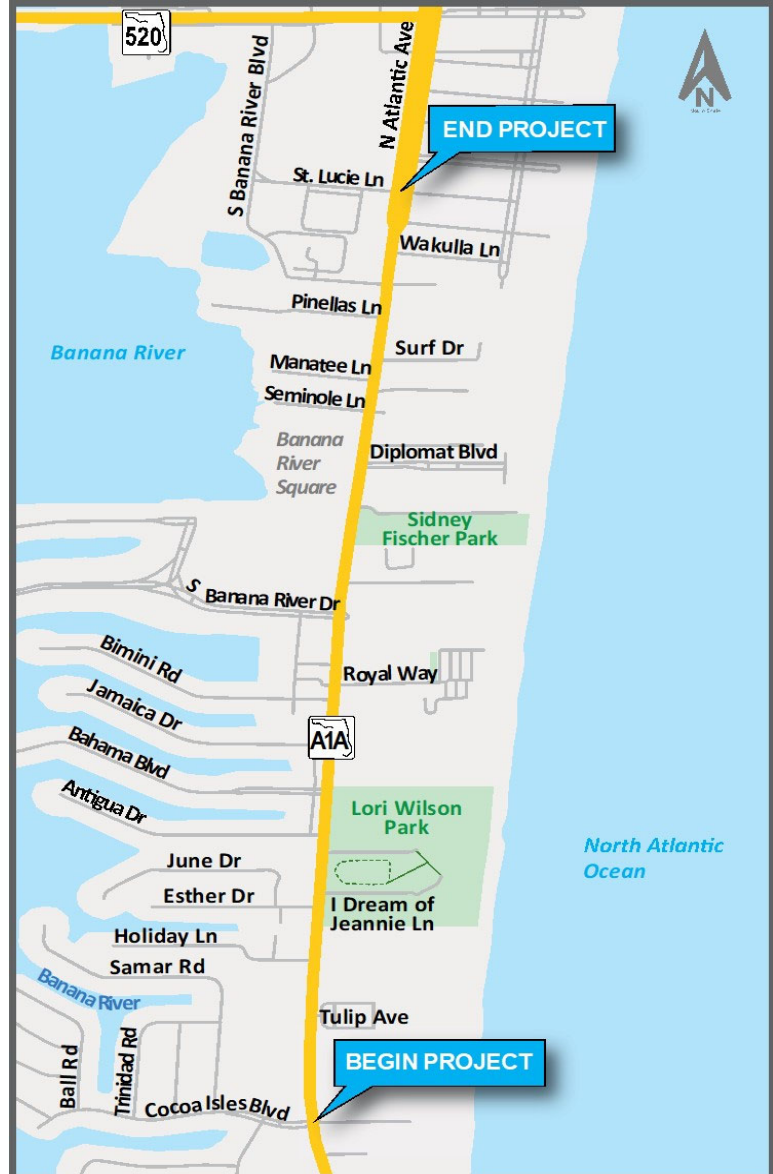 520
S Banana River Blvd
N Atlantic Ave
END PROJECT
St. Lucie Ln
Wakulla Ln
Pinellas Ln
Banana River
Surf Dr
Manatee Ln
Seminole Ln
Banana
River
Square
Diplomat Blvd
Sidney
Fischer Park
S Banana River Dr
Bimini Rd
Royal Way
Jamaica Dr
A1A
Bahama Blvd
Antigua Dr
Lori Wilson
Park
North Atlantic
Ocean
June Dr
Esther Dr
I Dream of
Jeannie Ln
Holiday Ln
Samar Rd
Banana River
Tulip Ave
Ball Rd
Trinidad Rd
BEGIN PROJECT
Cocoa Isles Blvd
N